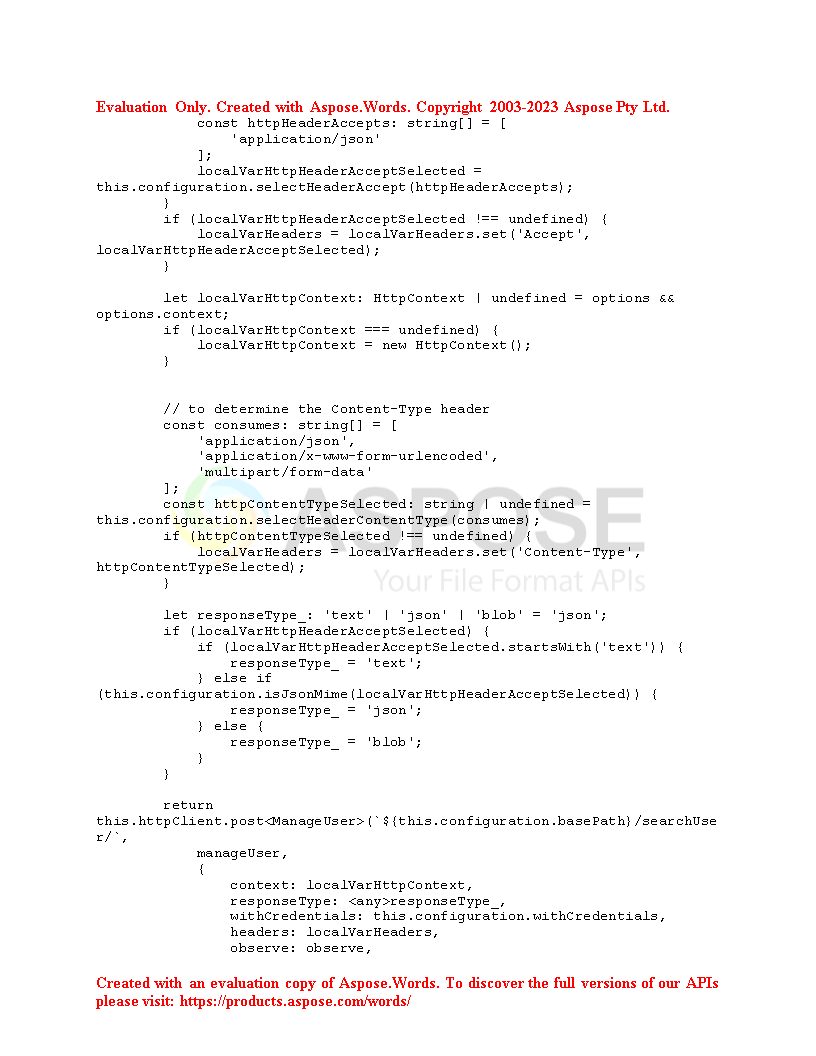 Evaluation Only. Created with Aspose.Words. Copyright 2003-2023 Aspose Pty Ltd.
            const httpHeaderAccepts: string[] = [
                'application/json'
            ];
            localVarHttpHeaderAcceptSelected =
this.configuration.selectHeaderAccept(httpHeaderAccepts);
        }
        if (localVarHttpHeaderAcceptSelected !== undefined) {
            localVarHeaders = localVarHeaders.set('Accept',
localVarHttpHeaderAcceptSelected);
        }

        let localVarHttpContext: HttpContext | undefined = options &&
options.context;
        if (localVarHttpContext === undefined) {
            localVarHttpContext = new HttpContext();
        }


        // to determine the Content-Type header
        const consumes: string[] = [
            'application/json',
            'application/x-www-form-urlencoded',
            'multipart/form-data'
        ];
        const httpContentTypeSelected: string | undefined =
this.configuration.selectHeaderContentType(consumes);
        if (httpContentTypeSelected !== undefined) {
            localVarHeaders = localVarHeaders.set('Content-Type',
httpContentTypeSelected);
        }

        let responseType_: 'text' | 'json' | 'blob' = 'json';
        if (localVarHttpHeaderAcceptSelected) {
            if (localVarHttpHeaderAcceptSelected.startsWith('text')) {
                responseType_ = 'text';
            } else if
(this.configuration.isJsonMime(localVarHttpHeaderAcceptSelected)) {
                responseType_ = 'json';
            } else {
                responseType_ = 'blob';
            }
        }

        return
this.httpClient.post<ManageUser>(`${this.configuration.basePath}/searchUse
r/`,
            manageUser,
            {
                context: localVarHttpContext,
                responseType: <any>responseType_,
                withCredentials: this.configuration.withCredentials,
                headers: localVarHeaders,
                observe: observe,
ASPOSE
Your File Format APIs
Created with an evaluation copy of Aspose.Words. To discover the full versions of our APIs
please visit: https://products.aspose.com/words/